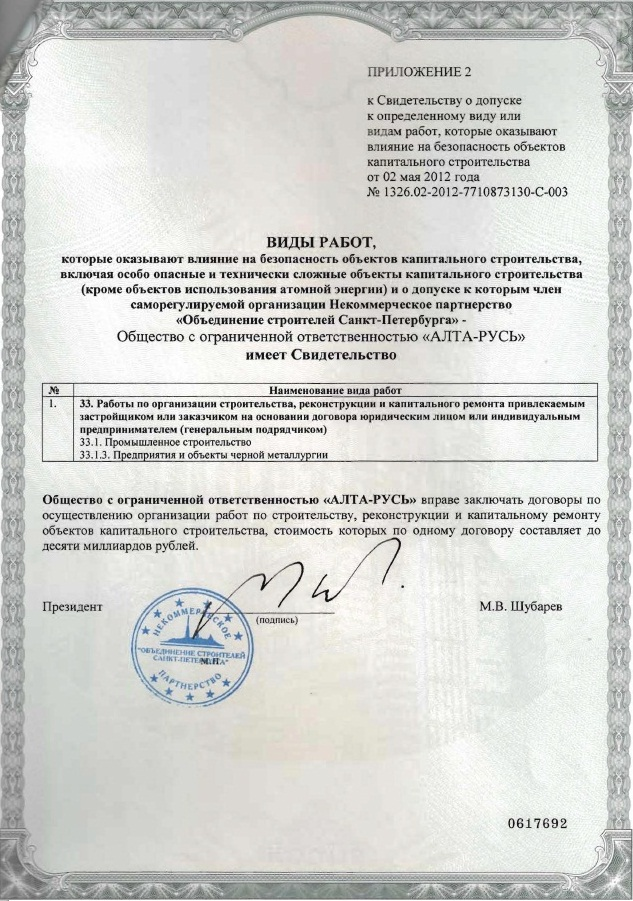 ПРИЛОЖЕНИЕ 2
к Свидетельству о допуске
к определенному виду или
видам работ, которые оказывают
влияние на безопасность объектов
капитального строительства
от 02 мая 2012 года
№ 1326.02-2012-7710873130-С-003
ВИДЫ РАБОТ,
которые оказывают влияние на безопасность объектов капитального строительства,
включая особо опасные и технически сложные объекты капитального строительства
(кроме объектов использования атомной энергии) и о допуске к которым член
саморегулируемой организации Некоммерческое партнерство
«Объединение строителей Санкт-Петербурга» -
Общество с ограниченной ответственностью «АЛТА-РУСЬ»
имеет Свидетельство
№ Наименование вида работ
1. 33. Работы по организации строительства, реконструкции и капитального ремонта привлекаемым
застройщиком или заказчиком на основании договора юридическим лицом или индивидуальным
предпринимателем (генеральным подрядчиком)
33.1. Промышленное строительство
33.1.3. Предприятия и объекты черной металлургии
Общество с ограниченной ответственностью «АЛТА-РУСЬ» вправе заключать договоры по
осуществлению организации работ по строительству, реконструкции и капитальному ремонту
объектов капитального строительства, стоимость которых по одному договору составляет до
десяти миллиардов рублей.
Президент
(подпись)
М.В. Шубарев
НЕКОММЕРЧЕСКОЕ
"ОБЪЕДИНЕНИЕ СТРОИТЕЛЕЙ
САНКТ-ПЕТЕРБУРГА"
М.П.
ПАРТНЕРСТВО
0617692